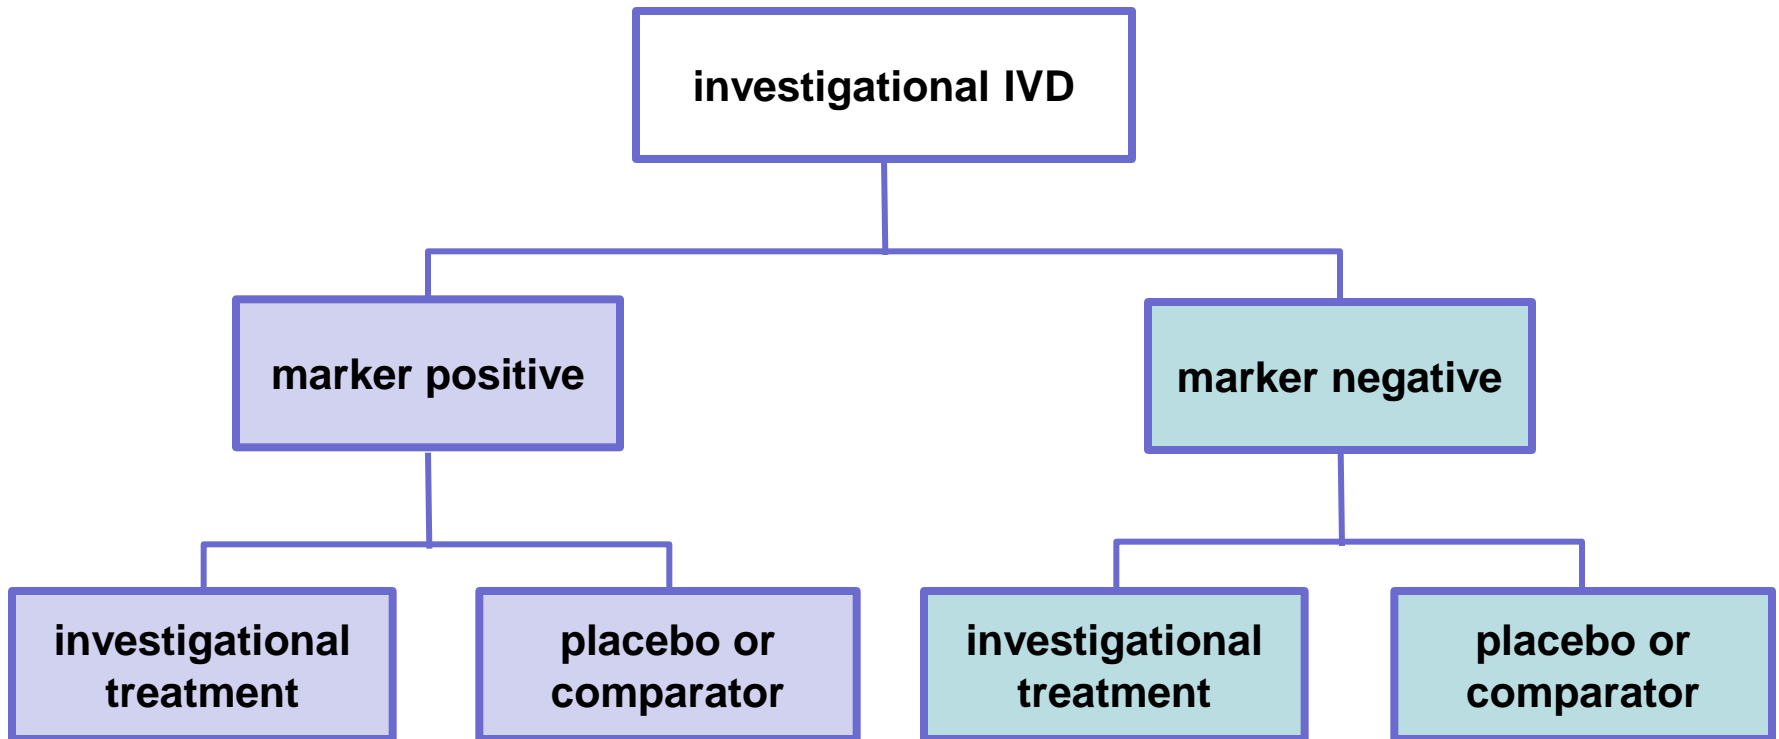 investigational IVD
marker positive
marker negative
investigational
treatment
placebo or
comparator
investigational
treatment
placebo or
comparator